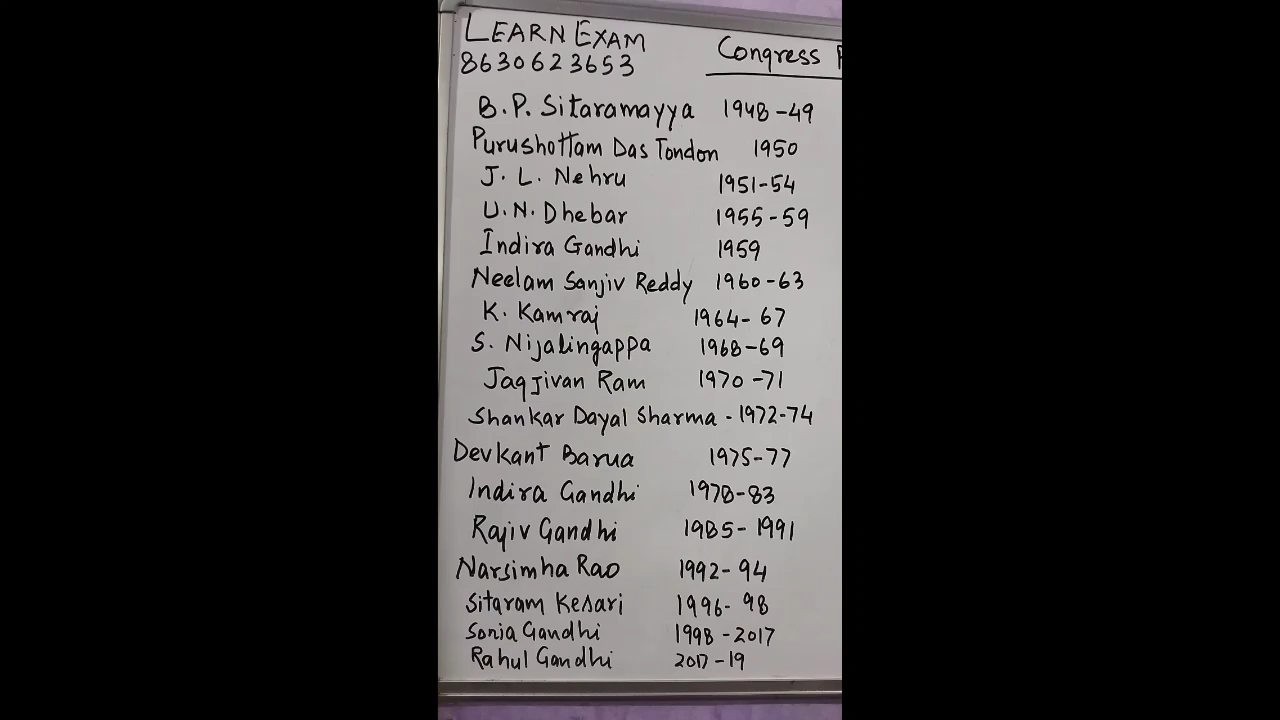 LEARN EXAM
8630623653
Congress
B.P. Sitaramayya 1948-49
Purushottam Das Tondon 1950
J. L. Nehru 1951-54
U.N. Dhebar 1955-59
Indira Gandhi 1959
Neelam Sanjiv Reddy 1960-63
K. Kamraj 1964-67
S. Nijalingappa 1968-69
Jagjivan Ram 1970-71
Shankar Dayal Sharma - 1972-74
Devkant Barua 1975-77
Indira Gandhi 1978-83
Rajiv Gandhi 1985-1991
Narsimha Rao 1992-94
Sitaram Kesari 1996-98
Sonia Gandhi 1998-2017
Rahul Gandhi 2017-19